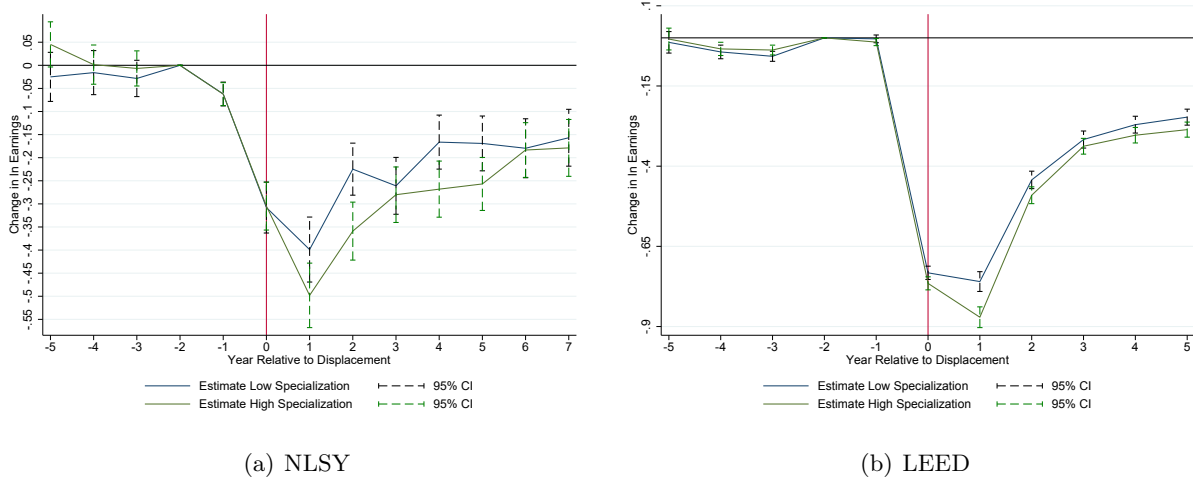 Change in ln Earnings
.05
0
-.05
-.1
-.15
-.2
-.25
-.3
-.35
-.4
-.45
-.5
-.55
-5 -4 -3 -2 -1 0 1 2 3 4 5 6 7
Year Relative to Displacement
Estimate Low Specialization 95% CI
Estimate High Specialization 95% CI
(a) NLSY
Change in ln Earnings
.1
-.15
-.4
-.65
-.9
-5 -4 -3 -2 -1 0 1 2 3 4 5
Year Relative to Displacement
Estimate Low Specialization 95% CI
Estimate High Specialization 95% CI
(b) LEED